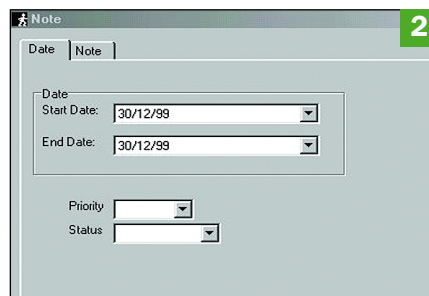 Note
2
Date Note
Date
Start Date: 30/12/99
End Date: 30/12/99
Priority
Status